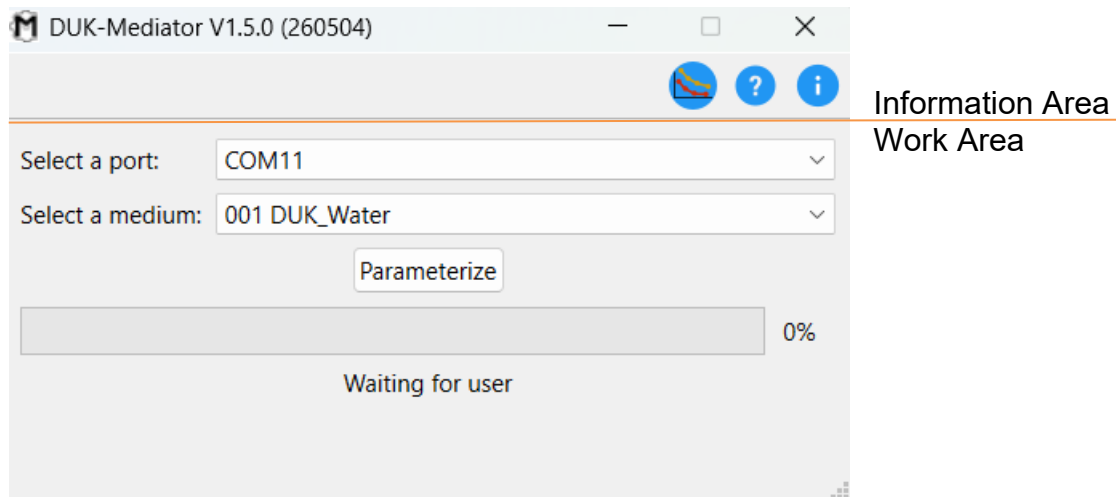 DUK-Mediator V1.5.0 (260504)
? i
Information Area
Work Area
Select a port: COM11
Select a medium: 001 DUK_Water
Parameterize
0%
Waiting for user